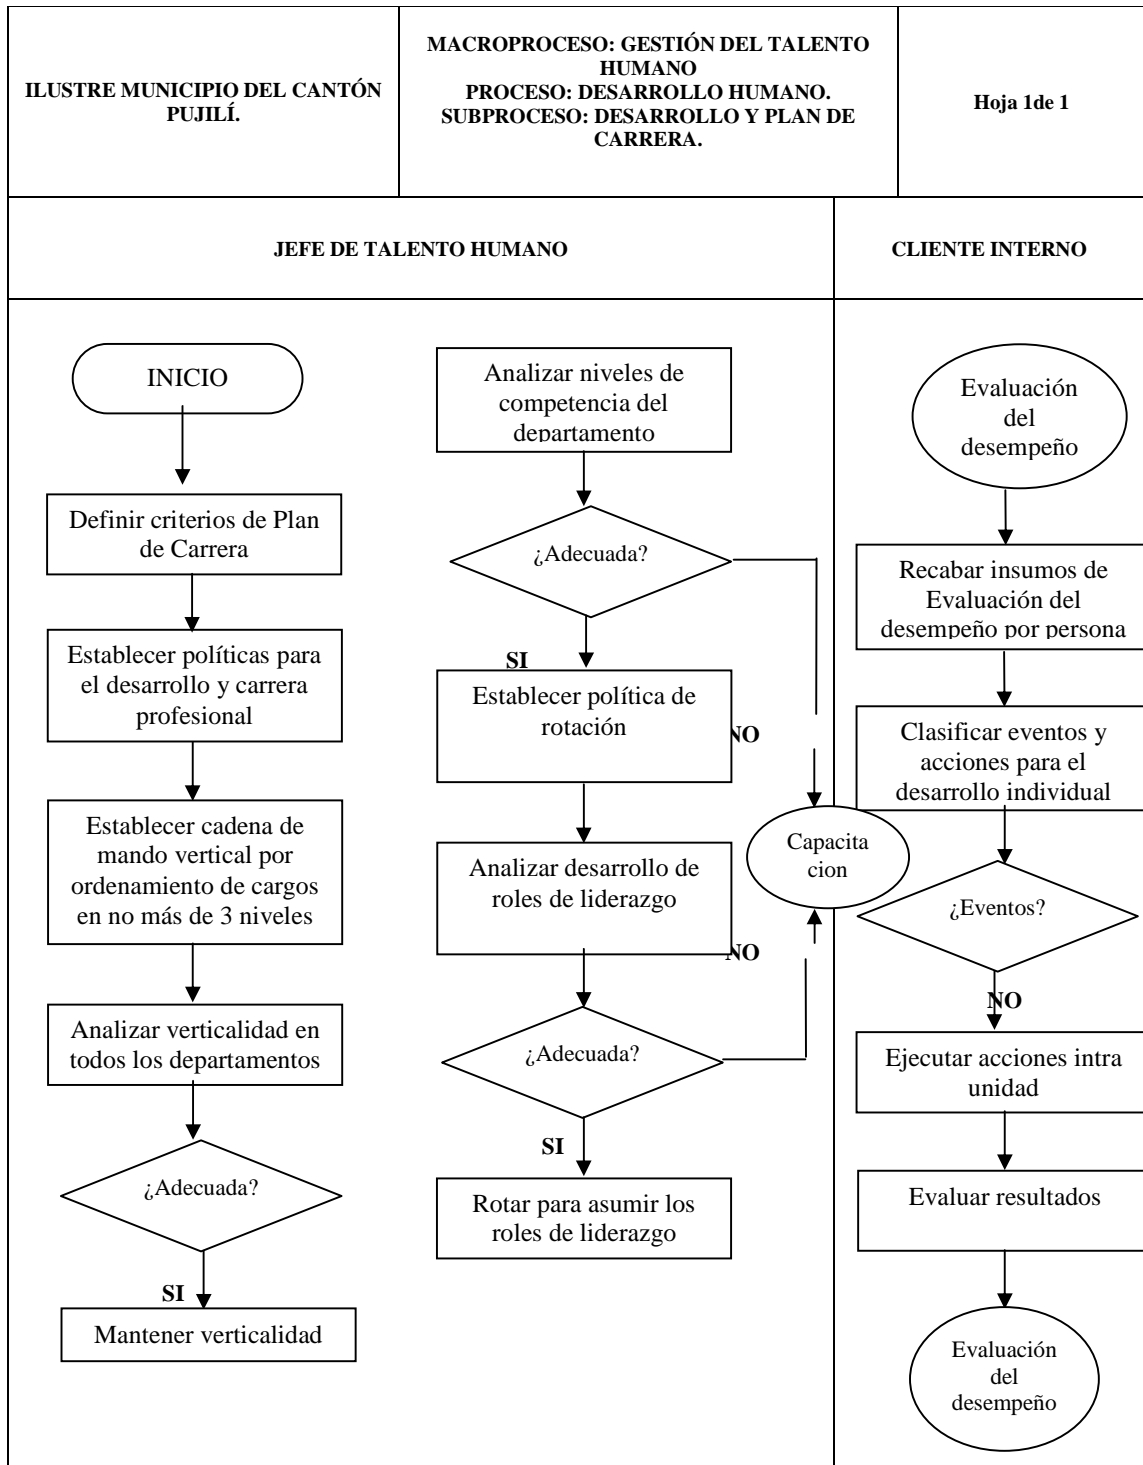 ILUSTRE MUNICIPIO DEL CANTÓN
PUJILÍ.
MACROPROCESO: GESTIÓN DEL TALENTO
HUMANO
PROCESO: DESARROLLO HUMANO.
SUBPROCESO: DESARROLLO Y PLAN DE
CARRERA.
Hoja 1de 1
JEFE DE TALENTO HUMANO
CLIENTE INTERNO
INICIO
Definir criterios de Plan
de Carrera
Establecer políticas para
el desarrollo y carrera
profesional
Establecer cadena de
mando vertical por
ordenamiento de cargos
en no más de 3 niveles
Analizar verticalidad en
todos los departamentos
¿Adecuada?
SI
Mantener verticalidad
Analizar niveles de
competencia del
departamento
¿Adecuada?
SI
Establecer política de
rotación
NO
Analizar desarrollo de
roles de liderazgo
NO
¿Adecuada?
SI
Rotar para asumir los
roles de liderazgo
Capacita
cion
Evaluación
del
desempeño
Recabar insumos de
Evaluación del
desempeño por persona
Clasificar eventos y
acciones para el
desarrollo individual
¿Eventos?
NO
Ejecutar acciones intra
unidad
Evaluar resultados
Evaluación
del
desempeño